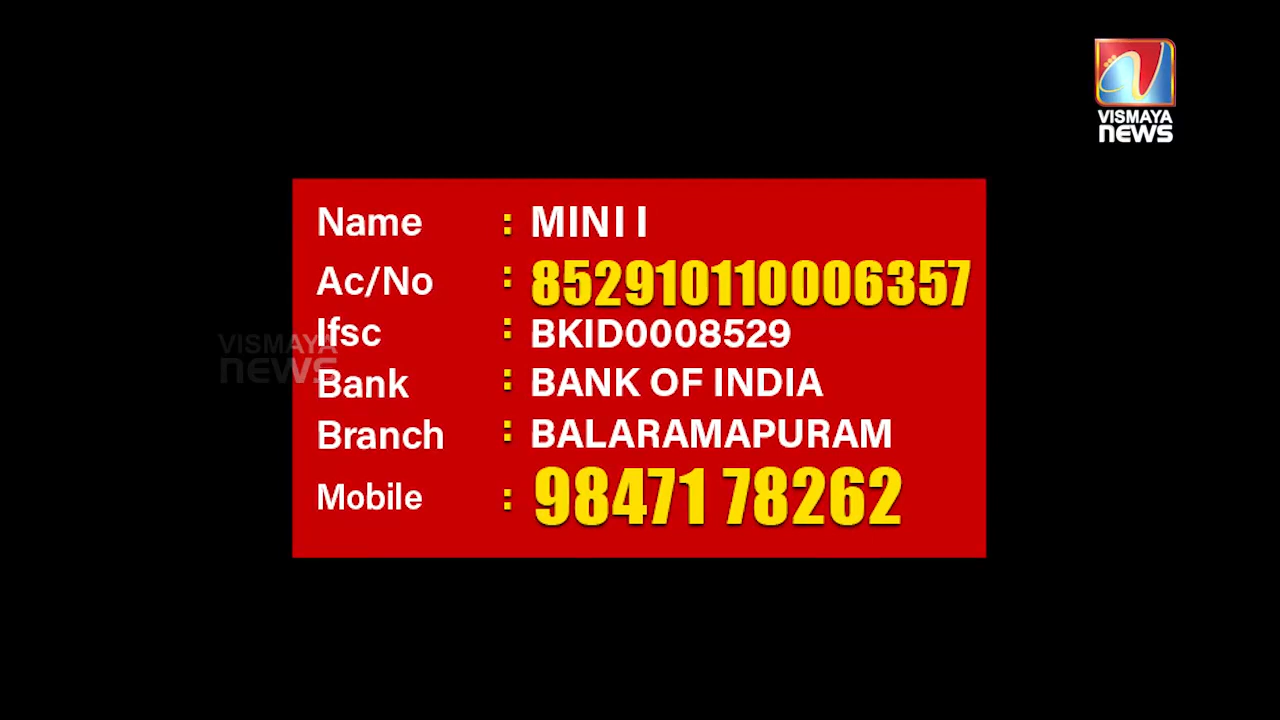 VISMAYA
news
Name : MINI I
Ac/No : 852910110006357
Ifsc : BKID0008529
VISMAYA
news
Bank : BANK OF INDIA
Branch : BALARAMAPURAM
Mobile : 98471 78262